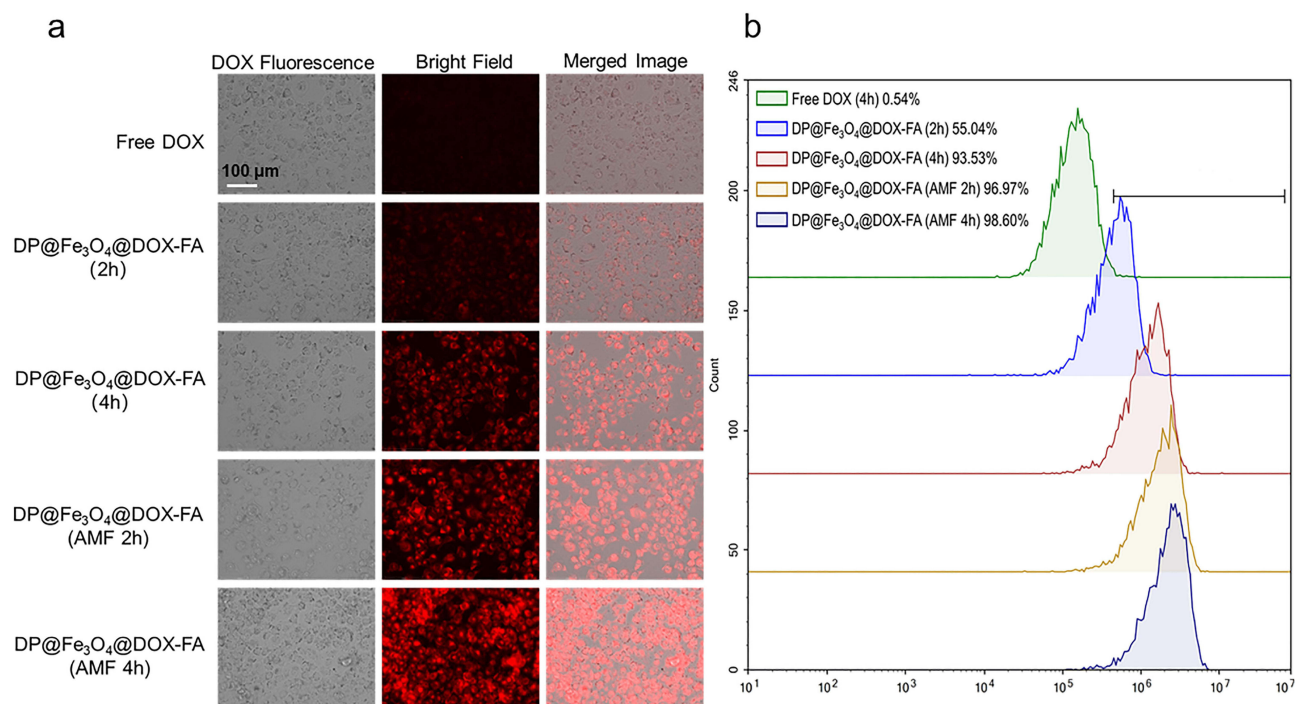 a
DOX Fluorescence
Bright Field
Merged Image
Free DOX
100 µm
DP@Fe₃O₄@DOX-FA
(2h)
DP@Fe₃O₄@DOX-FA
(4h)
DP@Fe₃O₄@DOX-FA
(AMF 2h)
DP@Fe₃O₄@DOX-FA
(AMF 4h)
b
246
200
150
100
50
0
Count
Free DOX (4h) 0.54%
DP@Fe₃O₄@DOX-FA (2h) 55.04%
DP@Fe₃O₄@DOX-FA (4h) 93.53%
DP@Fe₃O₄@DOX-FA (AMF 2h) 96.97%
DP@Fe₃O₄@DOX-FA (AMF 4h) 98.60%
10¹
10²
10³
10⁴
10⁵
10⁶
10⁷
10⁷